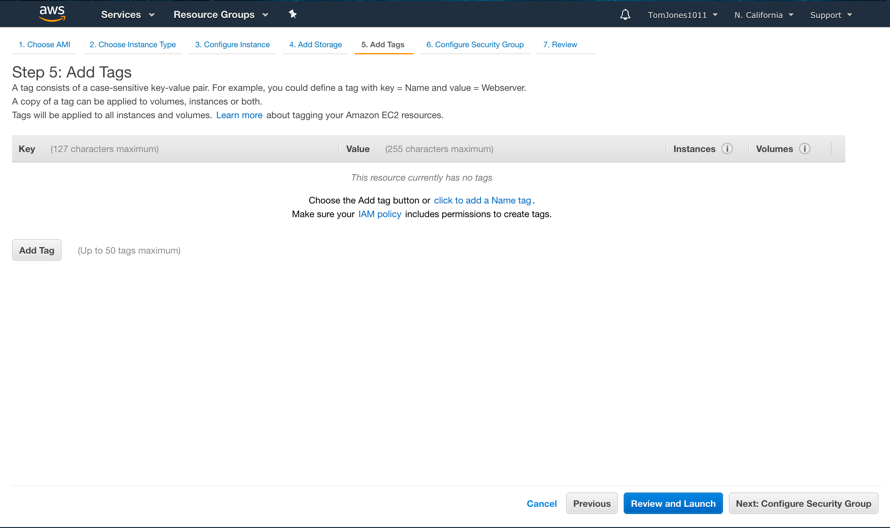 aws Services Resource Groups TomJones1011 N. California Support
1. Choose AMI 2. Choose Instance Type 3. Configure Instance 4. Add Storage 5. Add Tags 6. Configure Security Group 7. Review
Step 5: Add Tags
A tag consists of a case-sensitive key-value pair. For example, you could define a tag with key = Name and value = Webserver.
A copy of a tag can be applied to volumes, instances or both.
Tags will be applied to all instances and volumes. Learn more about tagging your Amazon EC2 resources.
Key (127 characters maximum) Value (255 characters maximum) Instances i Volumes i
This resource currently has no tags
Choose the Add tag button or click to add a Name tag.
Make sure your IAM policy includes permissions to create tags.
Add Tag (Up to 50 tags maximum)
Cancel Previous Review and Launch Next: Configure Security Group